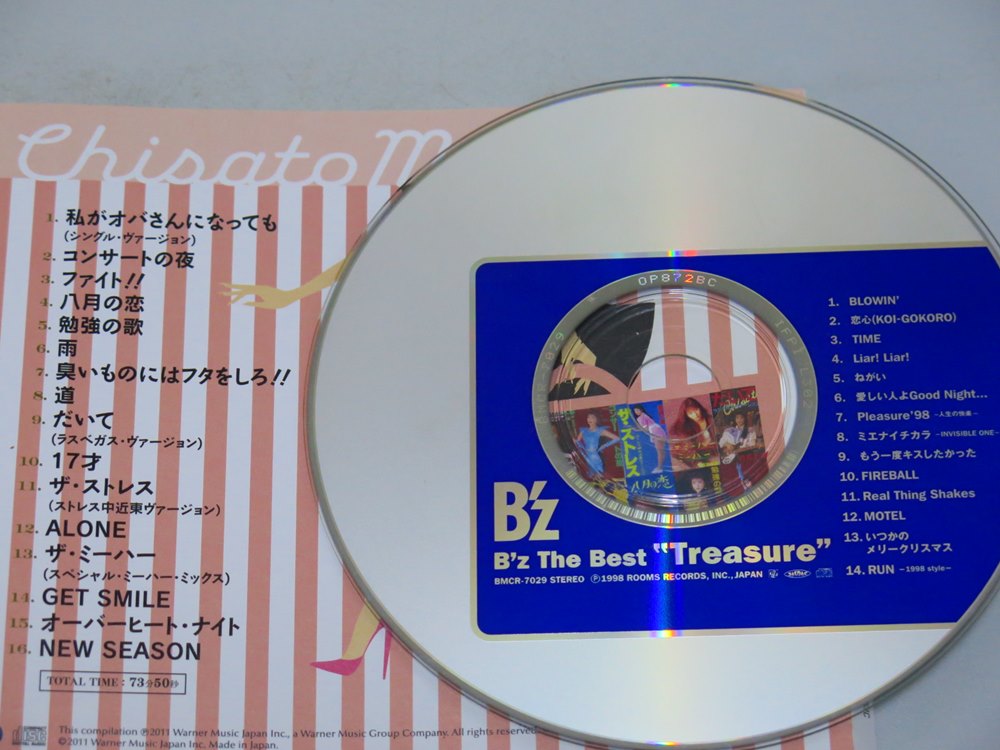 Chisato M
1. 私がオバさんになっても
(シングル・ヴァージョン)
2. コンサートの夜
3. ファイト!!
4. 八月の恋
5. 勉強の歌
6. 雨
7. 臭いものにはフタをしろ!!
8. 道
9. だいて
(ラスベガス・ヴァージョン)
10. 17才
11. ザ・ストレス
(ストレス中近東ヴァージョン)
12. ALONE
13. ザ・ミーハー
(スペシャル・ミーハー・ミックス)
14. GET SMILE
15. オーバーヒート・ナイト
16. NEW SEASON
TOTAL TIME : 73分50秒
This compilation ℗2011 Warner Music Japan Inc., a Warner Music Group Company. All rights reserved.
©2011 Warner Music Japan Inc. Made in Japan.
OP872BC
ザ・ストレス
八月の恋
B'z
B'z The Best "Treasure"
BMCR-7029 STEREO ℗1998 ROOMS RECORDS, INC., JAPAN
1. BLOWIN'
2. 恋心(KOI-GOKORO)
3. TIME
4. Liar! Liar!
5. ねがい
6. 愛しい人よGood Night...
7. Pleasure'98 -人生の快楽-
8. ミエナイチカラ -INVISIBLE ONE-
9. もう一度キスしたかった
10. FIREBALL
11. Real Thing Shakes
12. MOTEL
13. いつかの
メリークリスマス
14. RUN -1998 style-